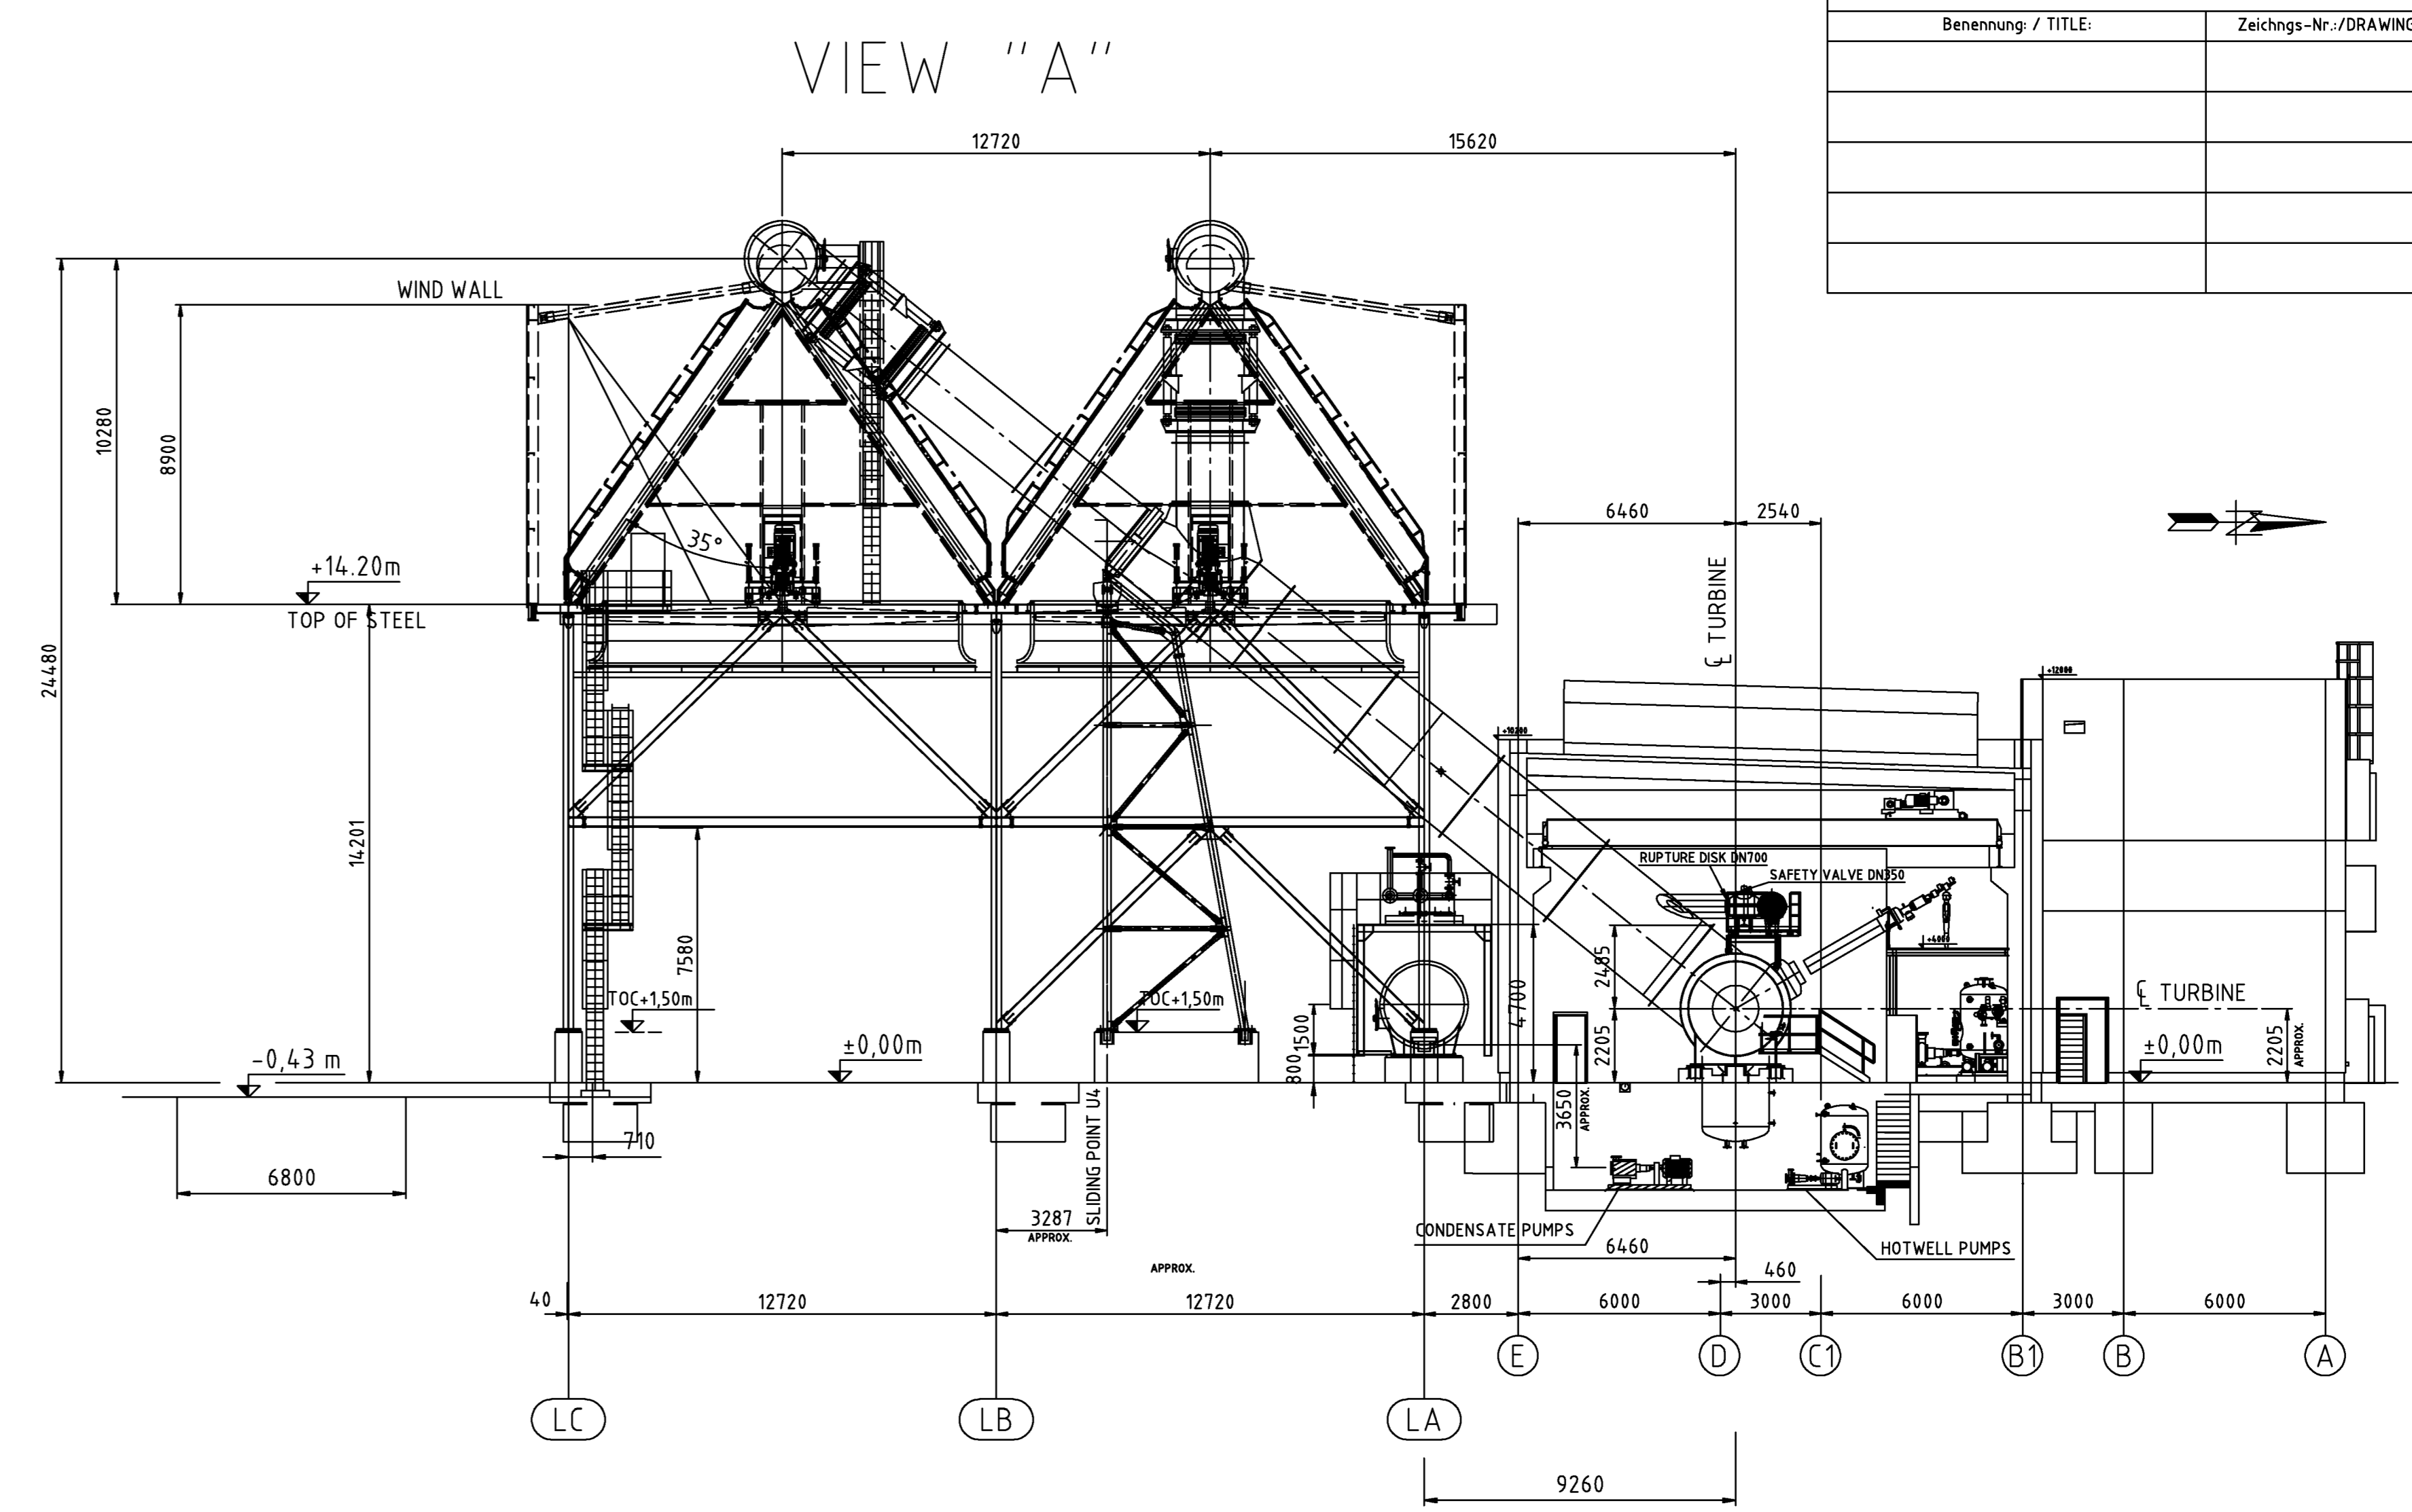 Benennung: / TITLE:
Zeichngs-Nr.:/DRAWING
VIEW "A"
12720
15620
WIND WALL
10280
8900
35°
6460
2540
+14.20m
TOP OF STEEL
℄ TURBINE
24480
+12000
+10200
14201
RUPTURE DISK DN700
SAFETY VALVE DN350
7580
2485
+4000
TOC+1,50m
TOC+1,50m
4700
℄ TURBINE
1500
-0,43 m
±0,00m
800
2205
±0,00m
2205
APPROX.
3650
APPROX.
710
6800
SLIDING POINT U4
3287
APPROX.
CONDENSATE PUMPS
HOTWELL PUMPS
6460
APPROX.
460
40
12720
12720
2800
6000
3000
6000
3000
6000
E
D
C1
B1
B
A
LC
LB
LA
9260